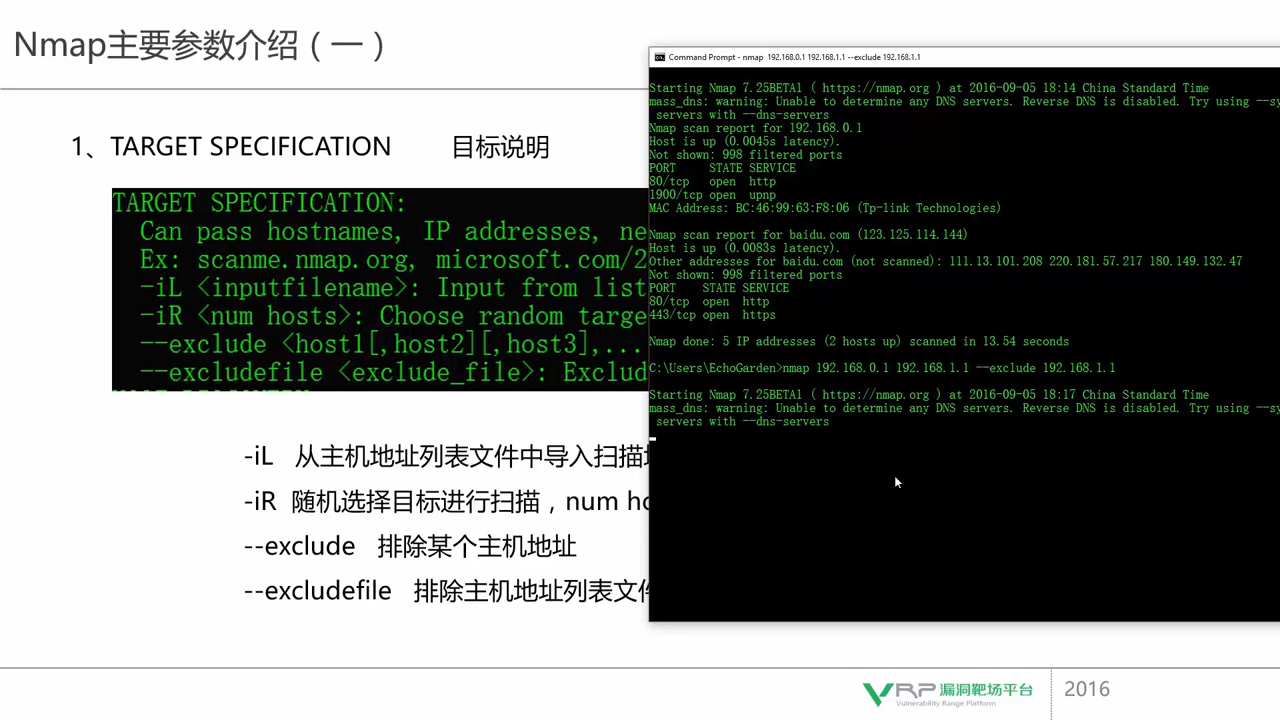 Nmap主要参数介绍（一）
1、TARGET SPECIFICATION 目标说明
TARGET SPECIFICATION:
Can pass hostnames, IP addresses, ne
Ex: scanme.nmap.org, microsoft.com/2
-iL <inputfilename>: Input from list
-iR <num hosts>: Choose random targe
--exclude <host1[,host2][,host3],...
--excludefile <exclude_file>: Exclud
-iL 从主机地址列表文件中导入扫描
-iR 随机选择目标进行扫描，num ho
--exclude 排除某个主机地址
--excludefile 排除主机地址列表文件
Command Prompt - nmap 192.168.0.1 192.168.1.1 --exclude 192.168.1.1
Starting Nmap 7.25BETA1 ( https://nmap.org ) at 2016-09-05 18:14 China Standard Time
mass_dns: warning: Unable to determine any DNS servers. Reverse DNS is disabled. Try using --sy
servers with --dns-servers
Nmap scan report for 192.168.0.1
Host is up (0.0045s latency).
Not shown: 998 filtered ports
PORT STATE SERVICE
80/tcp open http
1900/tcp open upnp
MAC Address: BC:46:99:63:F8:06 (Tp-link Technologies)
Nmap scan report for baidu.com (123.125.114.144)
Host is up (0.0083s latency).
Other addresses for baidu.com (not scanned): 111.13.101.208 220.181.57.217 180.149.132.47
Not shown: 998 filtered ports
PORT STATE SERVICE
80/tcp open http
443/tcp open https
Nmap done: 5 IP addresses (2 hosts up) scanned in 13.54 seconds
C:\Users\EchoGarden>nmap 192.168.0.1 192.168.1.1 --exclude 192.168.1.1
Starting Nmap 7.25BETA1 ( https://nmap.org ) at 2016-09-05 18:17 China Standard Time
mass_dns: warning: Unable to determine any DNS servers. Reverse DNS is disabled. Try using --sy
servers with --dns-servers
VRP 漏洞靶场平台
Vulnerability Range Platform
2016